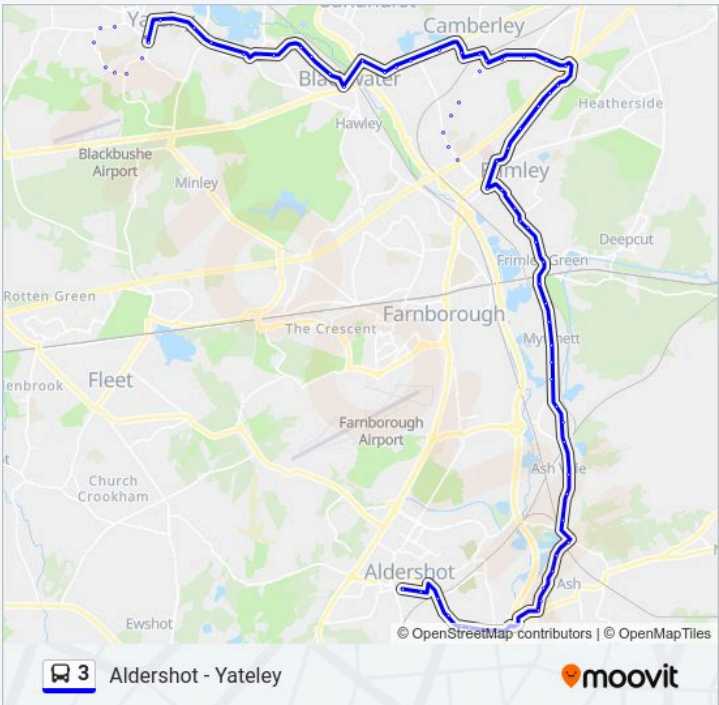 Camberley
Blackwater
Heatherside
Hawley
Blackbushe
Airport
Minley
Deepcut
Frimley Green
Rotten Green
Farnborough
The Crescent
Mytchett
Fleet
Farnborough
Airport
Church
Crookham
Ash Vale
Aldershot
Ash
Ewshot
© OpenStreetMap contributors | © OpenMapTiles
3 Aldershot - Yateley
moovit